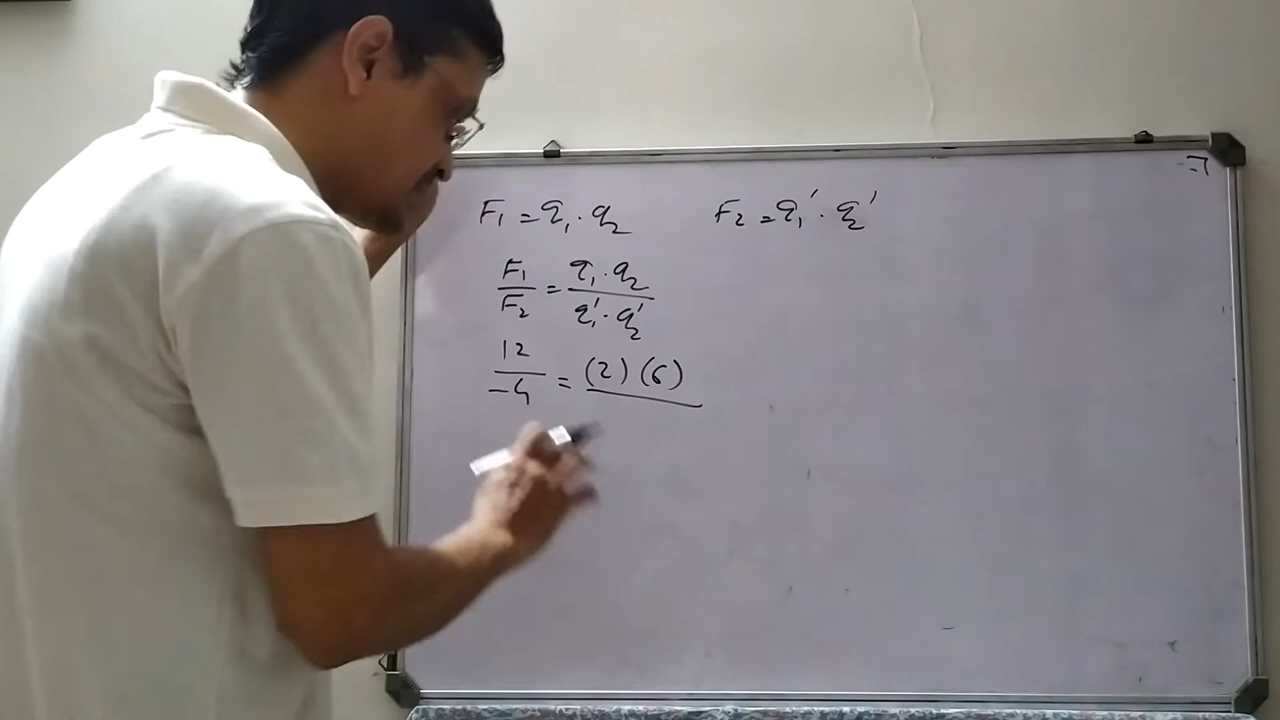 F₁ = q₁ · q₂ F₂ = q₁′ · q₂′
F₁/F₂ = q₁ · q₂ / q₁′ · q₂′
12/-4 = (2)(6)